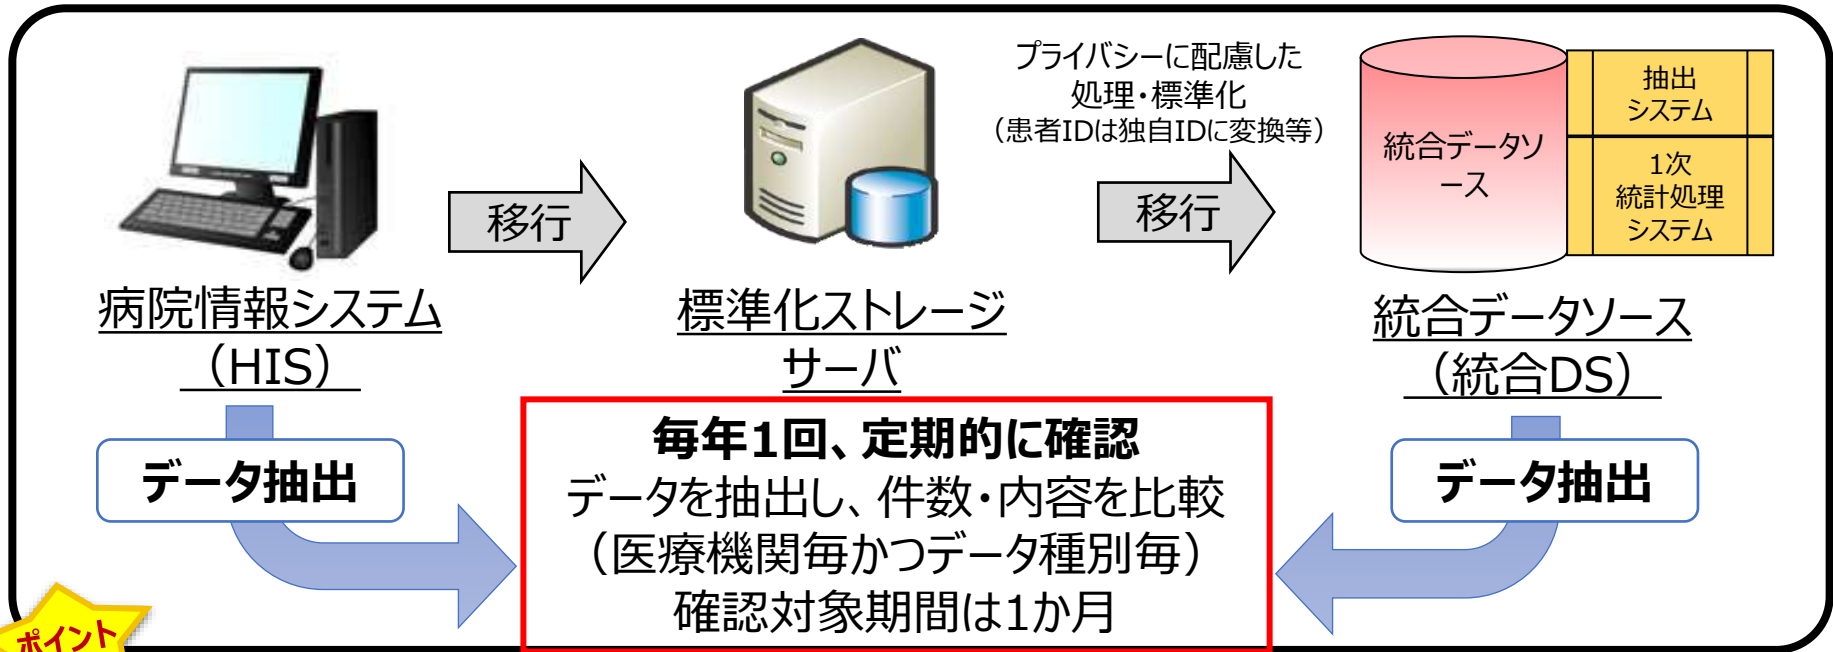 プライバシーに配慮した
処理・標準化
（患者IDは独自IDに変換等）
統合データソ
ース
抽出
システム
1次
統計処理
システム
移行
移行
病院情報システム
（HIS）
標準化ストレージ
サーバ
統合データソース
（統合DS）
データ抽出
毎年1回、定期的に確認
データを抽出し、件数・内容を比較
（医療機関毎かつデータ種別毎）
確認対象期間は1か月
データ抽出
ポイント